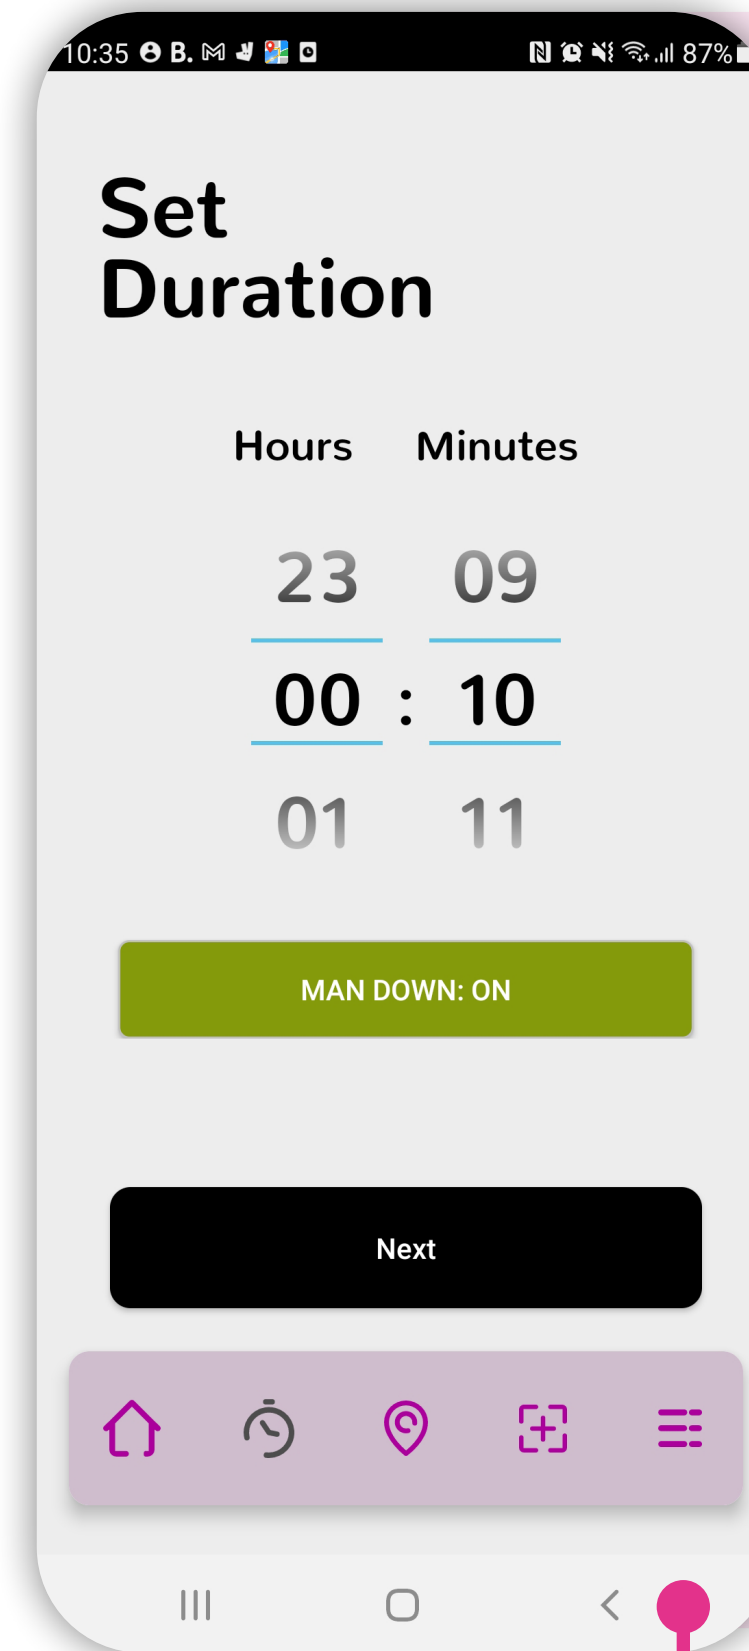 10:35 B. 87%
Set
Duration
Hours Minutes
23 09
00 : 10
01 11
MAN DOWN: ON
Next